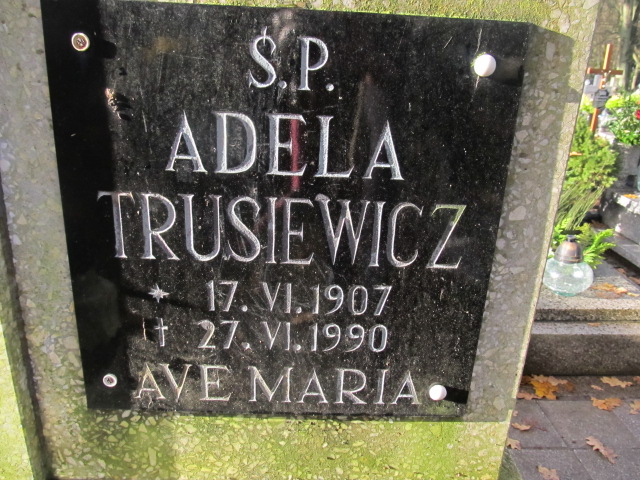 Ś.P.
ADELA
TRUSIEWICZ
* 17. VI. 1907
† 27. VI. 1990
AVE MARIA